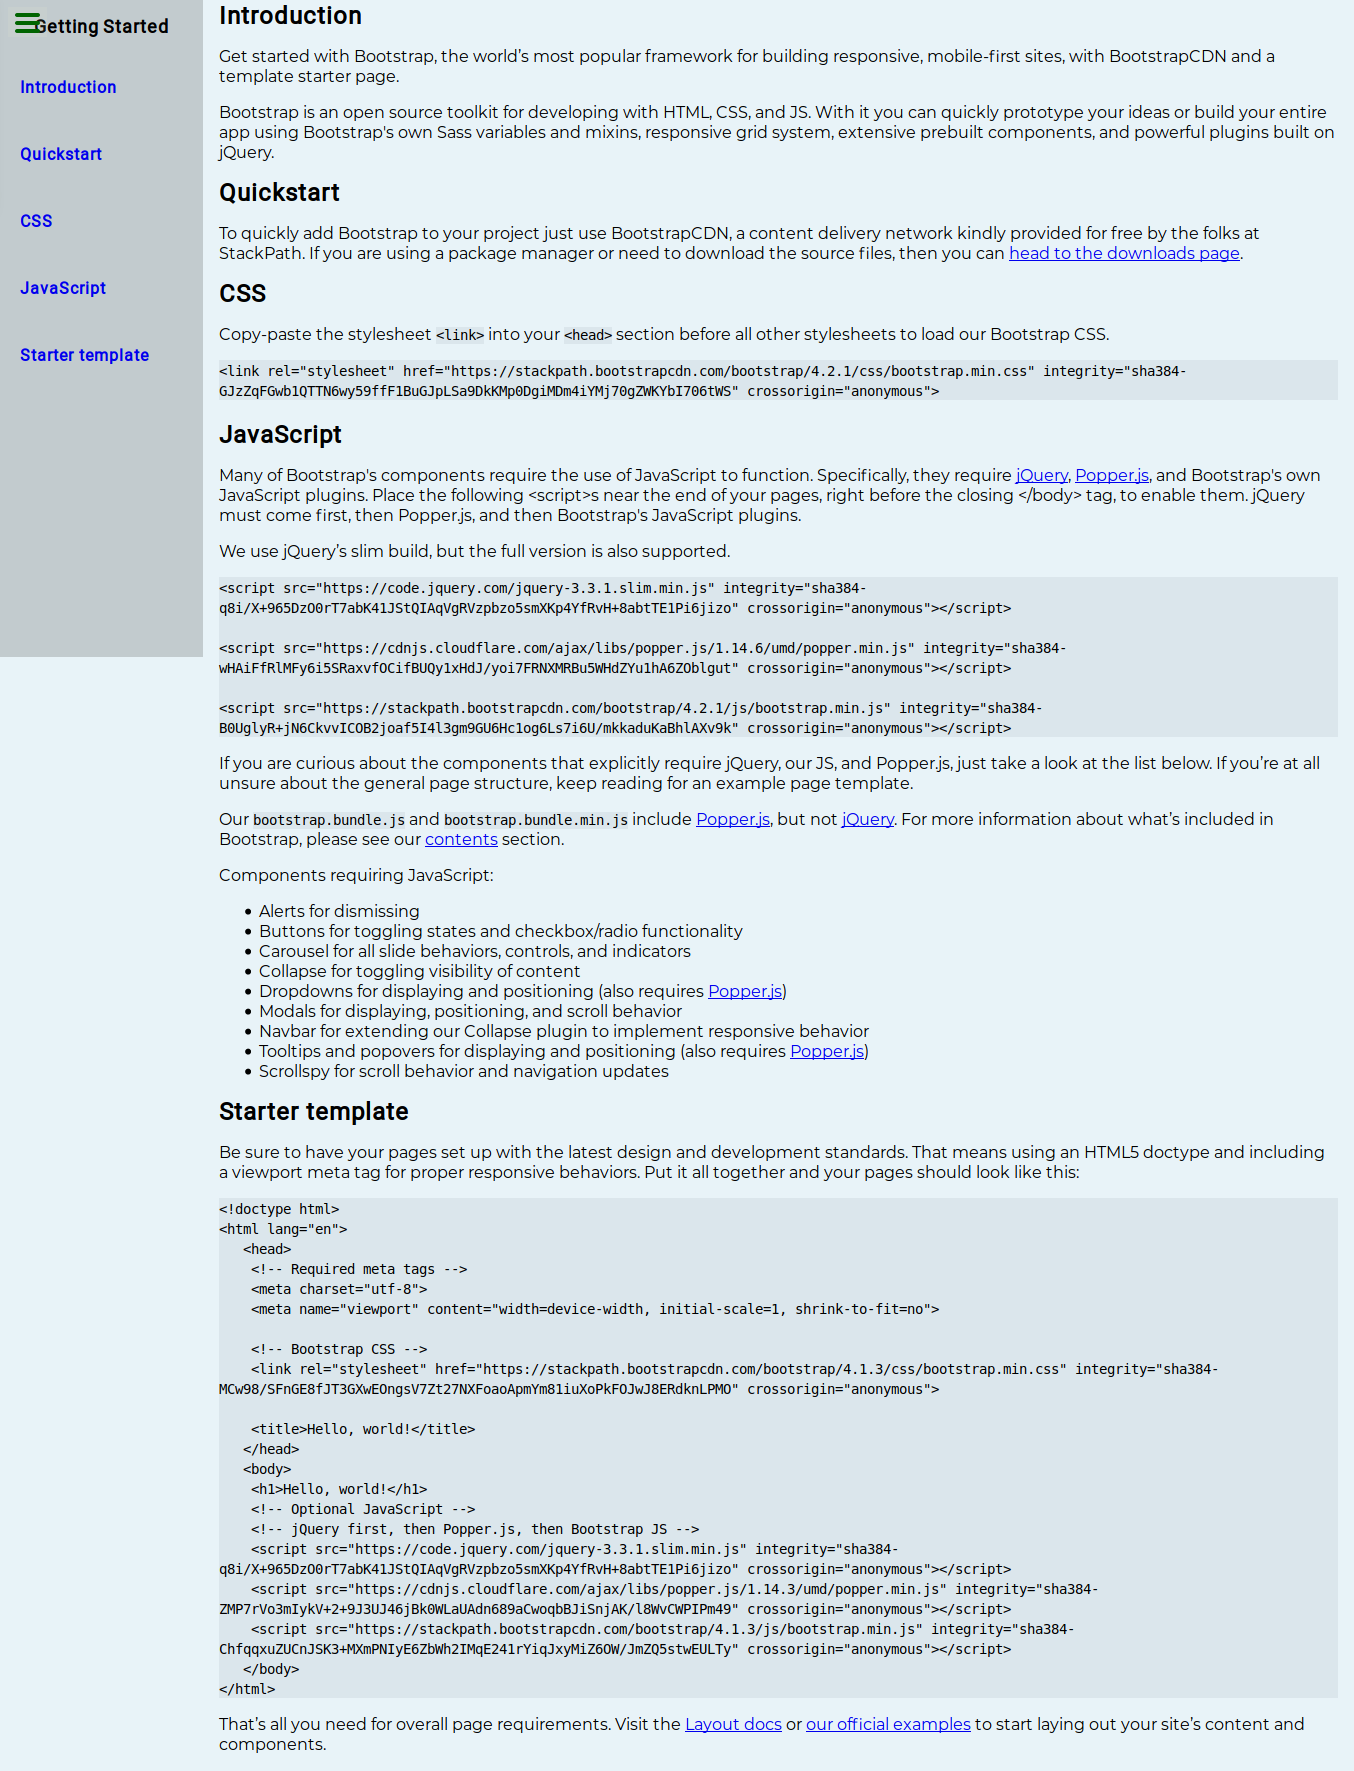 Getting Started
Introduction
Quickstart
CSS
JavaScript
Starter template
Introduction
Get started with Bootstrap, the world’s most popular framework for building responsive, mobile-first sites, with BootstrapCDN and a
template starter page.
Bootstrap is an open source toolkit for developing with HTML, CSS, and JS. With it you can quickly prototype your ideas or build your entire
app using Bootstrap's own Sass variables and mixins, responsive grid system, extensive prebuilt components, and powerful plugins built on
jQuery.
Quickstart
To quickly add Bootstrap to your project just use BootstrapCDN, a content delivery network kindly provided for free by the folks at
StackPath. If you are using a package manager or need to download the source files, then you can head to the downloads page.
CSS
Copy-paste the stylesheet <link> into your <head> section before all other stylesheets to load our Bootstrap CSS.
<link rel="stylesheet" href="https://stackpath.bootstrapcdn.com/bootstrap/4.2.1/css/bootstrap.min.css" integrity="sha384-
GJzZqFGwb1QTTN6wy59ffF1BuGJpLSa9DkKMp0DgiMDm4iYMj70gZWKYbI706tWS" crossorigin="anonymous">
JavaScript
Many of Bootstrap's components require the use of JavaScript to function. Specifically, they require jQuery, Popper.js, and Bootstrap's own
JavaScript plugins. Place the following <script>s near the end of your pages, right before the closing </body> tag, to enable them. jQuery
must come first, then Popper.js, and then Bootstrap's JavaScript plugins.
We use jQuery’s slim build, but the full version is also supported.
<script src="https://code.jquery.com/jquery-3.3.1.slim.min.js" integrity="sha384-
q8i/X+965DzO0rT7abK41JStQIAqVgRVzpbzo5smXKp4YfRvH+8abtTE1Pi6jizo" crossorigin="anonymous"></script>
<script src="https://cdnjs.cloudflare.com/ajax/libs/popper.js/1.14.6/umd/popper.min.js" integrity="sha384-
wHAiFfRlMFy6i5SRaxvfOCifBUQy1xHdJ/yoi7FRNXMRBu5WHdZYu1hA6ZOblgut" crossorigin="anonymous"></script>
<script src="https://stackpath.bootstrapcdn.com/bootstrap/4.2.1/js/bootstrap.min.js" integrity="sha384-
B0UglyR+jN6CkvvICOB2joaf5I4l3gm9GU6Hc1og6Ls7i6U/mkkaduKaBhlAXv9k" crossorigin="anonymous"></script>
If you are curious about the components that explicitly require jQuery, our JS, and Popper.js, just take a look at the list below. If you’re at all
unsure about the general page structure, keep reading for an example page template.
Our bootstrap.bundle.js and bootstrap.bundle.min.js include Popper.js, but not jQuery. For more information about what’s included in
Bootstrap, please see our contents section.
Components requiring JavaScript:
• Alerts for dismissing
• Buttons for toggling states and checkbox/radio functionality
• Carousel for all slide behaviors, controls, and indicators
• Collapse for toggling visibility of content
• Dropdowns for displaying and positioning (also requires Popper.js)
• Modals for displaying, positioning, and scroll behavior
• Navbar for extending our Collapse plugin to implement responsive behavior
• Tooltips and popovers for displaying and positioning (also requires Popper.js)
• Scrollspy for scroll behavior and navigation updates
Starter template
Be sure to have your pages set up with the latest design and development standards. That means using an HTML5 doctype and including
a viewport meta tag for proper responsive behaviors. Put it all together and your pages should look like this:
<!doctype html>
<html lang="en">
<head>
<!-- Required meta tags -->
<meta charset="utf-8">
<meta name="viewport" content="width=device-width, initial-scale=1, shrink-to-fit=no">
<!-- Bootstrap CSS -->
<link rel="stylesheet" href="https://stackpath.bootstrapcdn.com/bootstrap/4.1.3/css/bootstrap.min.css" integrity="sha384-
MCw98/SFnGE8fJT3GXwEOngsV7Zt27NXFoaoApmYm81iuXoPkFOJwJ8ERdknLPMO" crossorigin="anonymous">
<title>Hello, world!</title>
</head>
<body>
<h1>Hello, world!</h1>
<!-- Optional JavaScript -->
<!-- jQuery first, then Popper.js, then Bootstrap JS -->
<script src="https://code.jquery.com/jquery-3.3.1.slim.min.js" integrity="sha384-
q8i/X+965DzO0rT7abK41JStQIAqVgRVzpbzo5smXKp4YfRvH+8abtTE1Pi6jizo" crossorigin="anonymous"></script>
<script src="https://cdnjs.cloudflare.com/ajax/libs/popper.js/1.14.3/umd/popper.min.js" integrity="sha384-
ZMP7rVo3mIykV+2+9J3UJ46jBk0WLaUAdn689aCwoqbBJiSnjAK/l8WvCWPIPm49" crossorigin="anonymous"></script>
<script src="https://stackpath.bootstrapcdn.com/bootstrap/4.1.3/js/bootstrap.min.js" integrity="sha384-
ChfqqxuZUCnJSK3+MXmPNIyE6ZbWh2IMqE241rYiqJxyMiZ6OW/JmZQ5stwEULTy" crossorigin="anonymous"></script>
</body>
</html>
That’s all you need for overall page requirements. Visit the Layout docs or our official examples to start laying out your site’s content and
components.